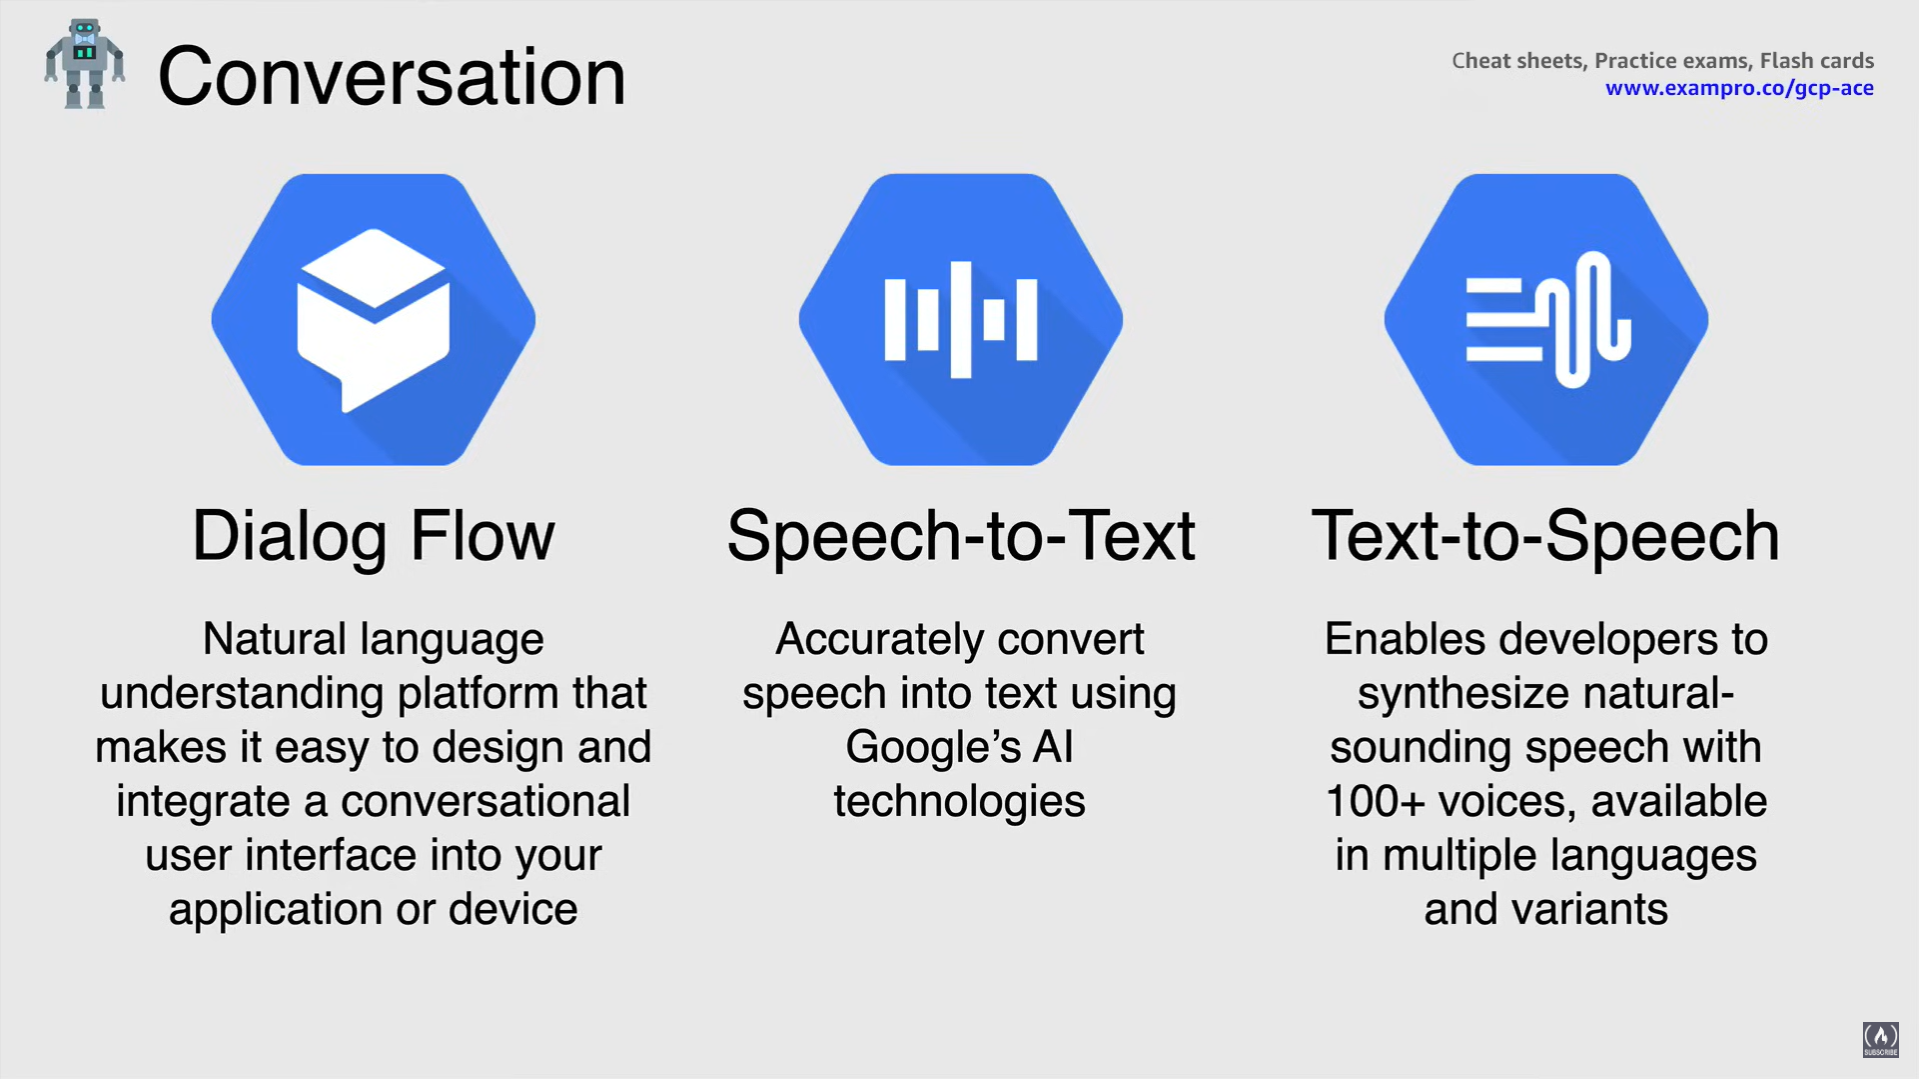 Conversation
Cheat sheets, Practice exams, Flash cards
www.exampro.co/gcp-ace
Dialog Flow
Natural language
understanding platform that
makes it easy to design and
integrate a conversational
user interface into your
application or device
Speech-to-Text
Accurately convert
speech into text using
Google's AI
technologies
Text-to-Speech
Enables developers to
synthesize natural-
sounding speech with
100+ voices, available
in multiple languages
and variants
SUBSCRIBE